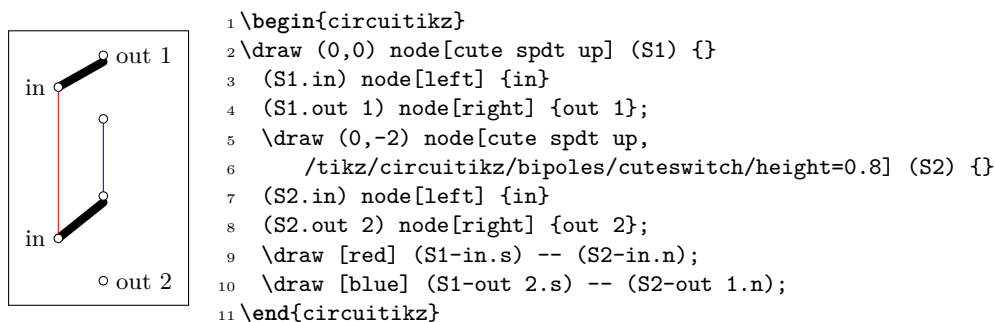 out 1
in
in
out 2
1 \begin{circuitikz}
2 \draw (0,0) node[cute spdt up] (S1) {}
3 (S1.in) node[left] {in}
4 (S1.out 1) node[right] {out 1};
5 \draw (0,-2) node[cute spdt up,
6 /tikz/circuitikz/bipoles/cuteswitch/height=0.8] (S2) {}
7 (S2.in) node[left] {in}
8 (S2.out 2) node[right] {out 2};
9 \draw [red] (S1-in.s) -- (S2-in.n);
10 \draw [blue] (S1-out 2.s) -- (S2-out 1.n);
11 \end{circuitikz}